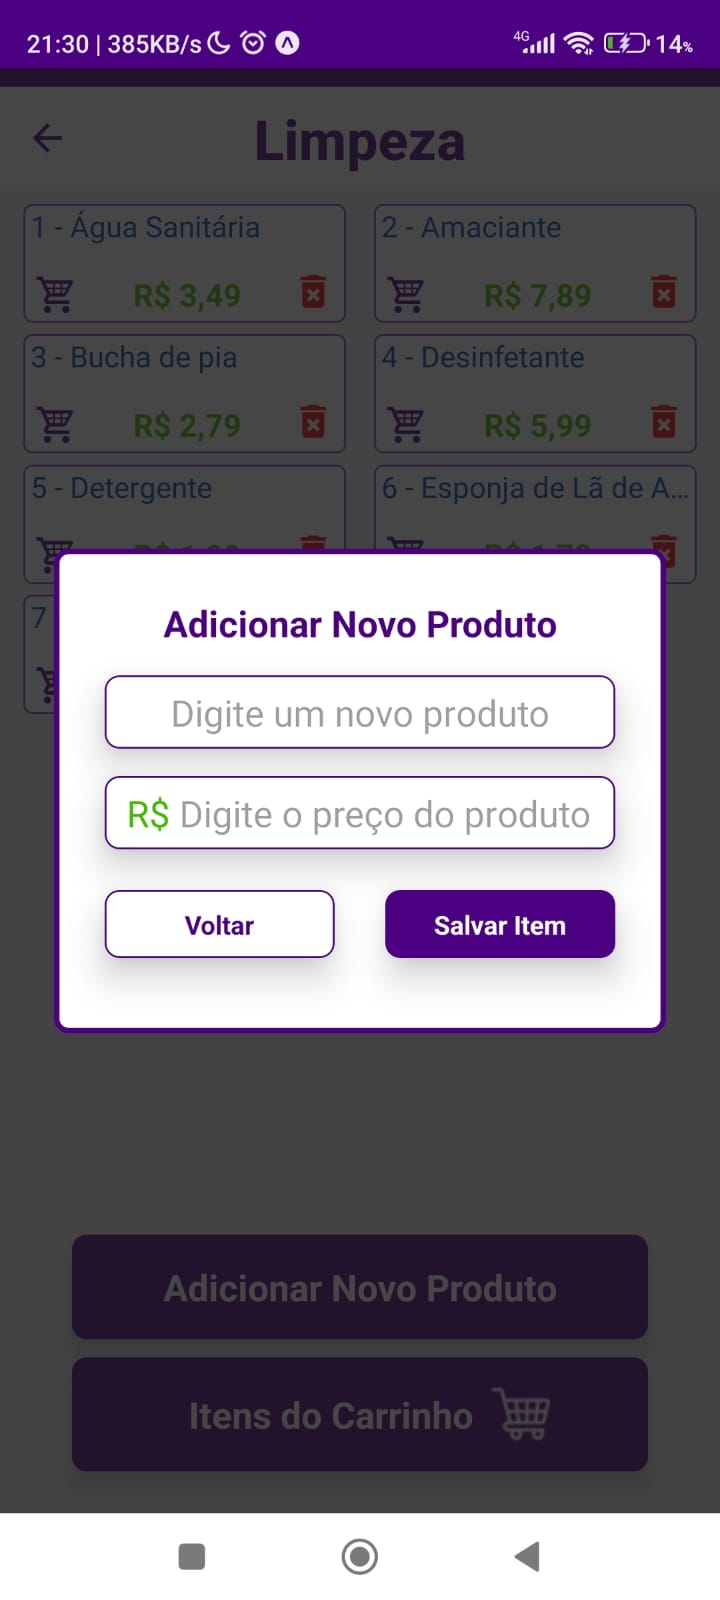 21:30 | 385KB/s
4G
14%
Limpeza
1 - Água Sanitária
R$ 3,49
2 - Amaciante
R$ 7,89
3 - Bucha de pia
R$ 2,79
4 - Desinfetante
R$ 5,99
5 - Detergente
6 - Esponja de Lã de A...
7
Adicionar Novo Produto
Digite um novo produto
R$ Digite o preço do produto
Voltar
Salvar Item
Adicionar Novo Produto
Itens do Carrinho